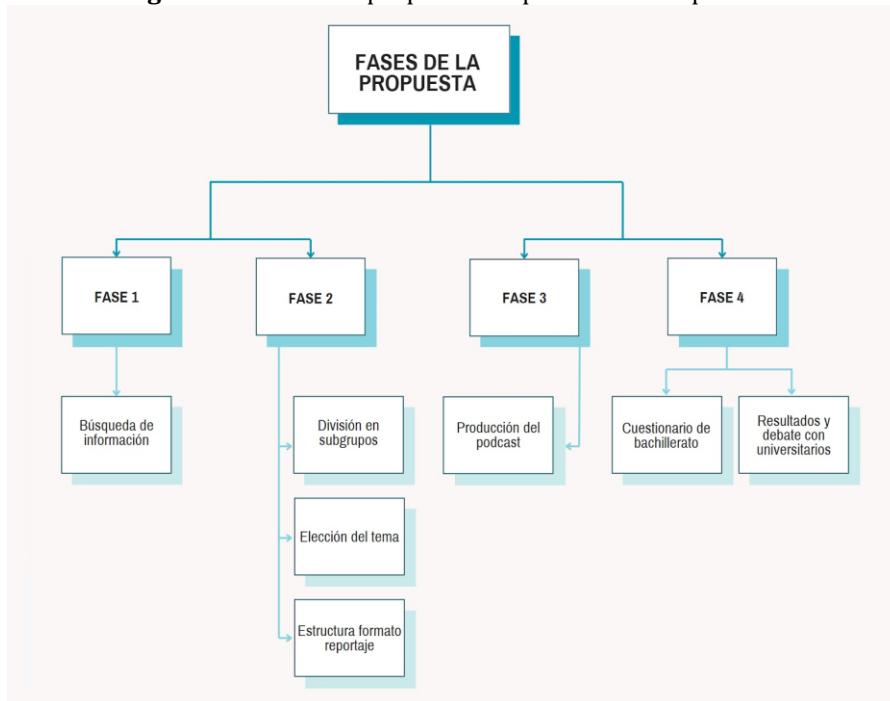 FASES DE LA
PROPUESTA
FASE 1
FASE 2
FASE 3
FASE 4
Búsqueda de
información
División en
subgrupos
Elección del tema
Estructura formato
reportaje
Producción del
podcast
Cuestionario de
bachillerato
Resultados y
debate con
universitarios